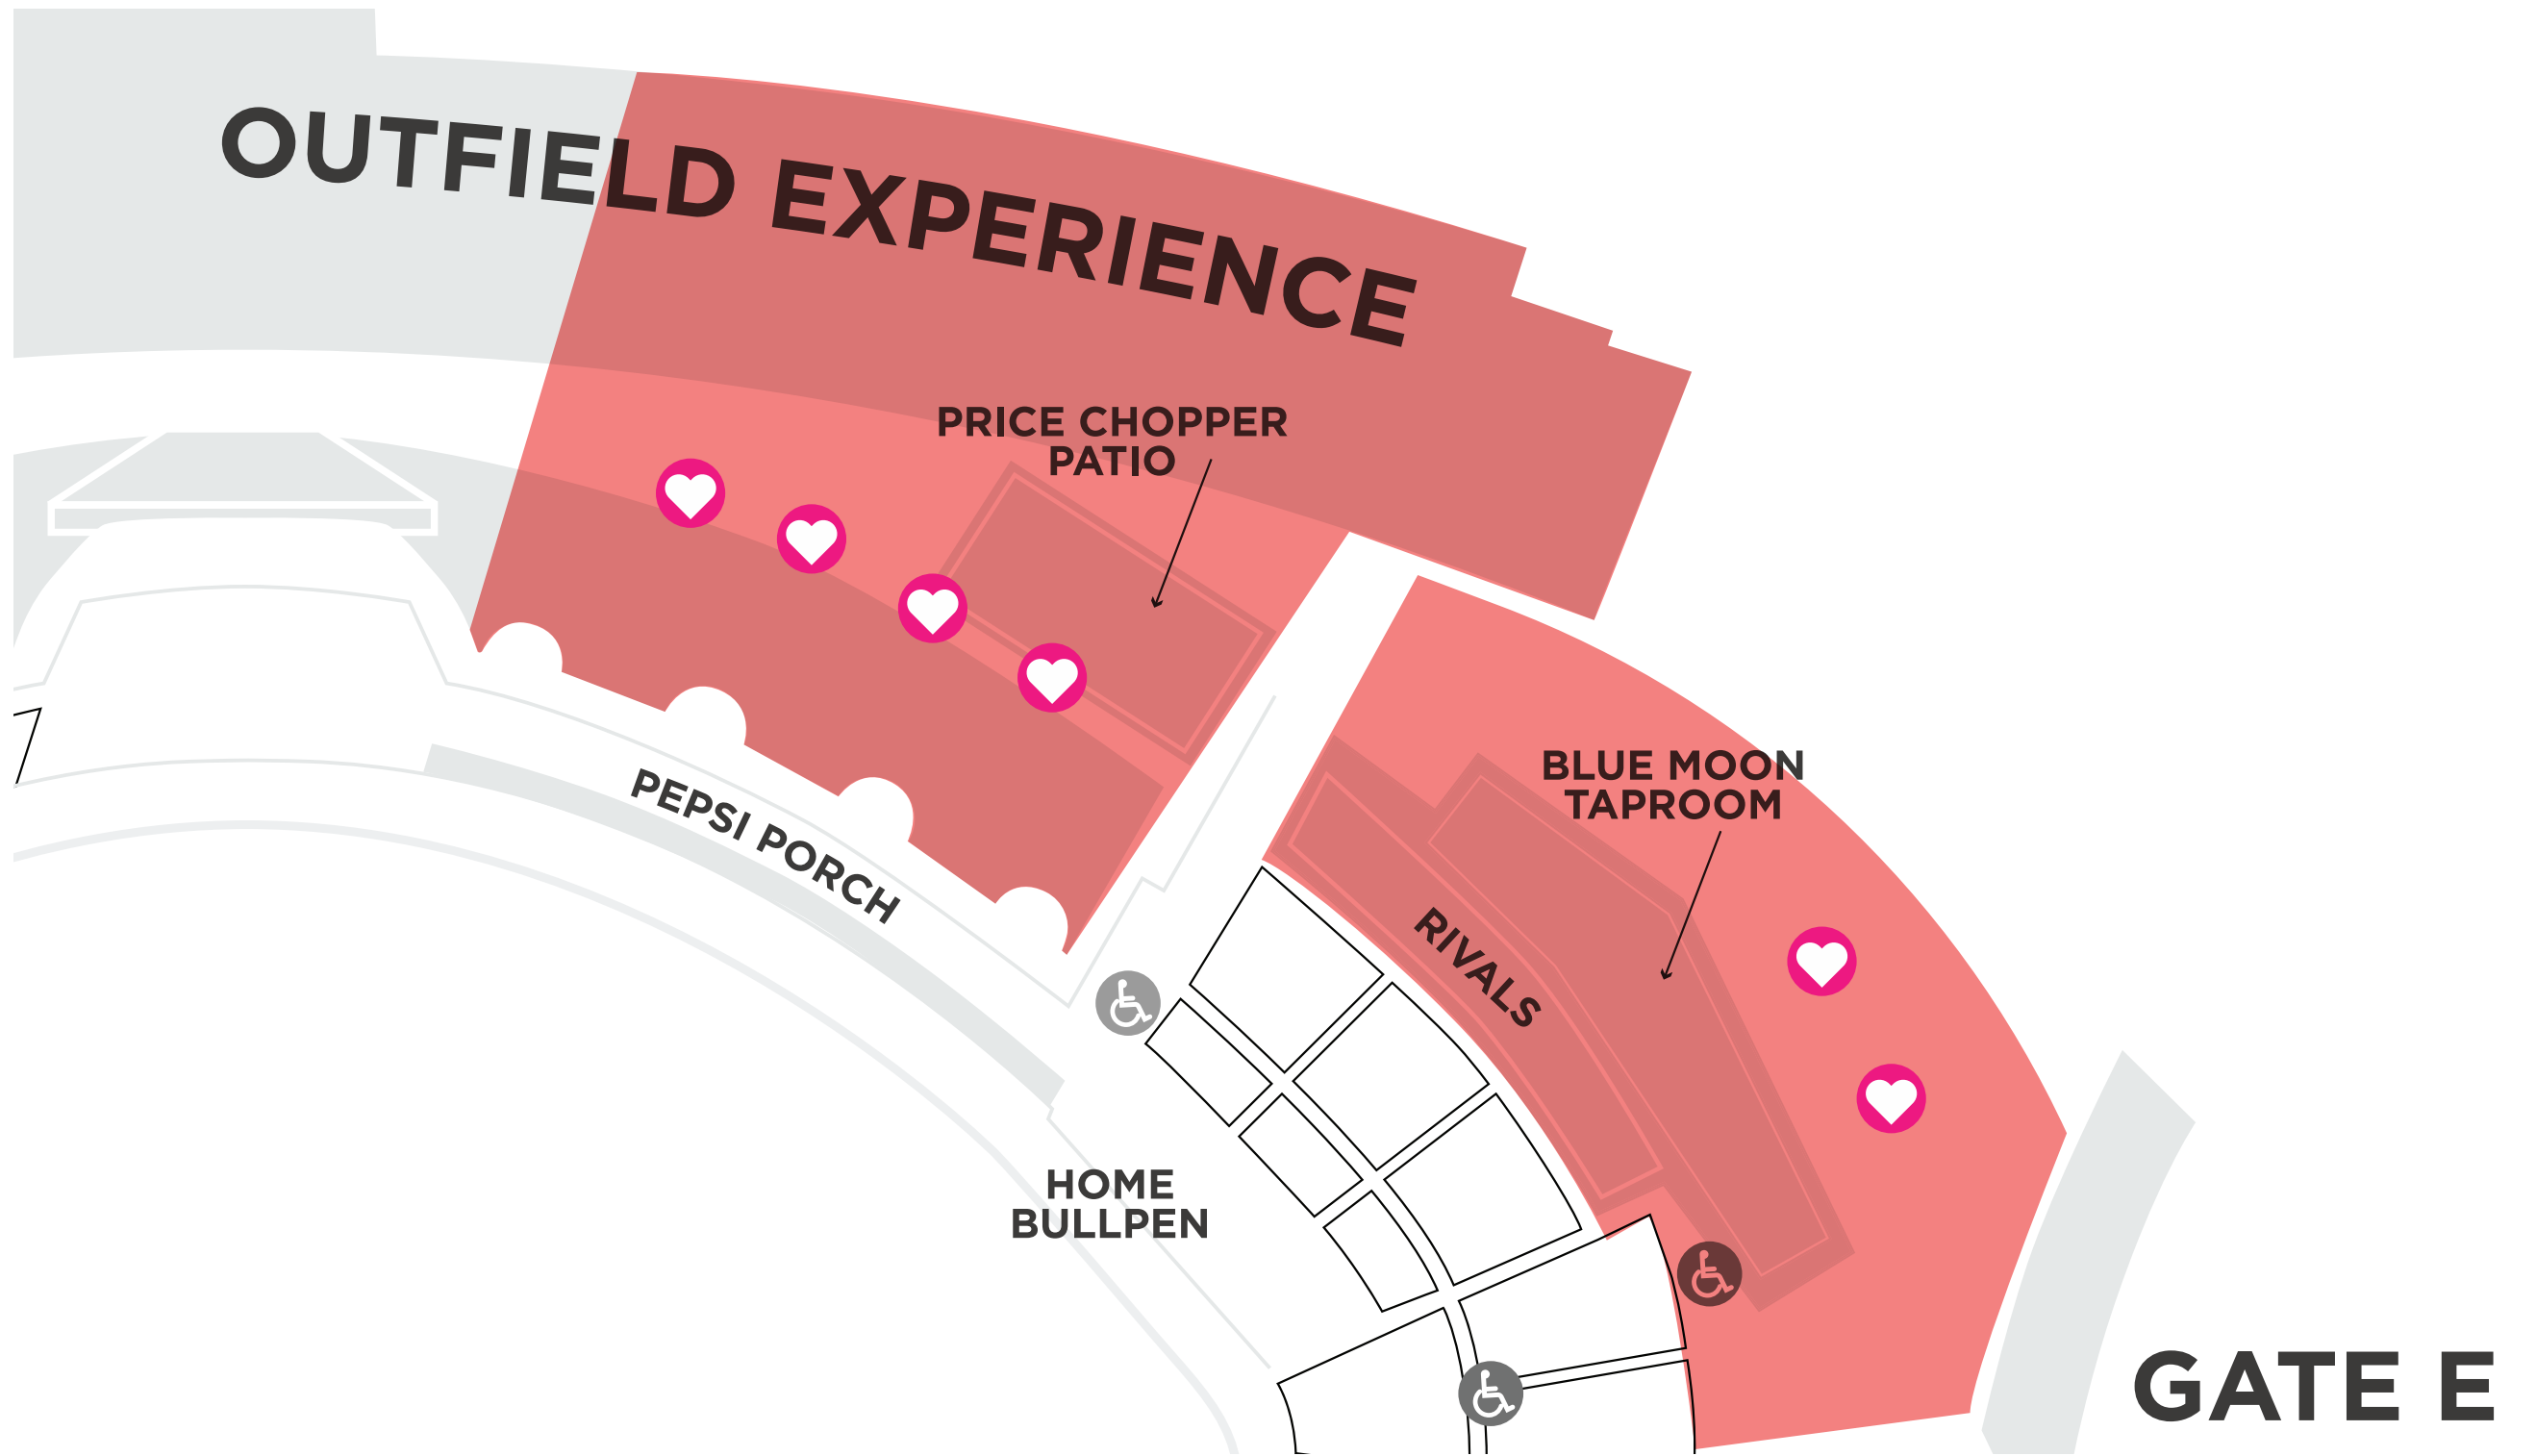 OUTFIELD EXPERIENCE
PRICE CHOPPER
PATIO
BLUE MOON
TAPROOM
PEPSI PORCH
RIVALS
HOME
BULLPEN
GATE E